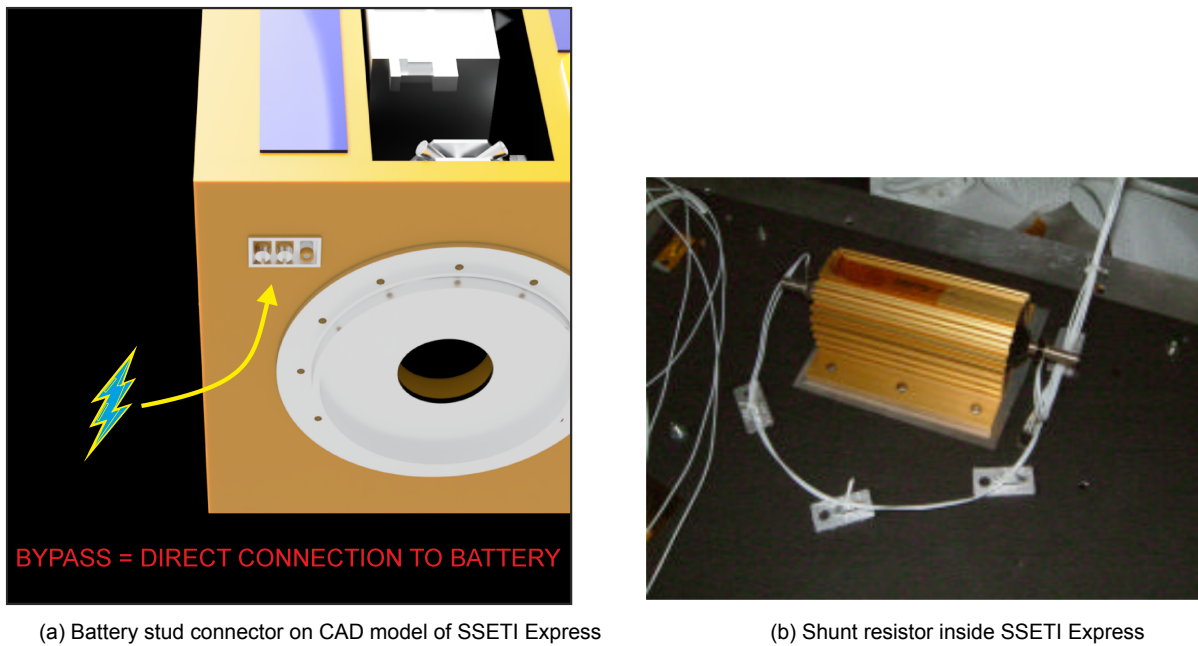 BYPASS = DIRECT CONNECTION TO BATTERY
(a) Battery stud connector on CAD model of SSETI Express
(b) Shunt resistor inside SSETI Express